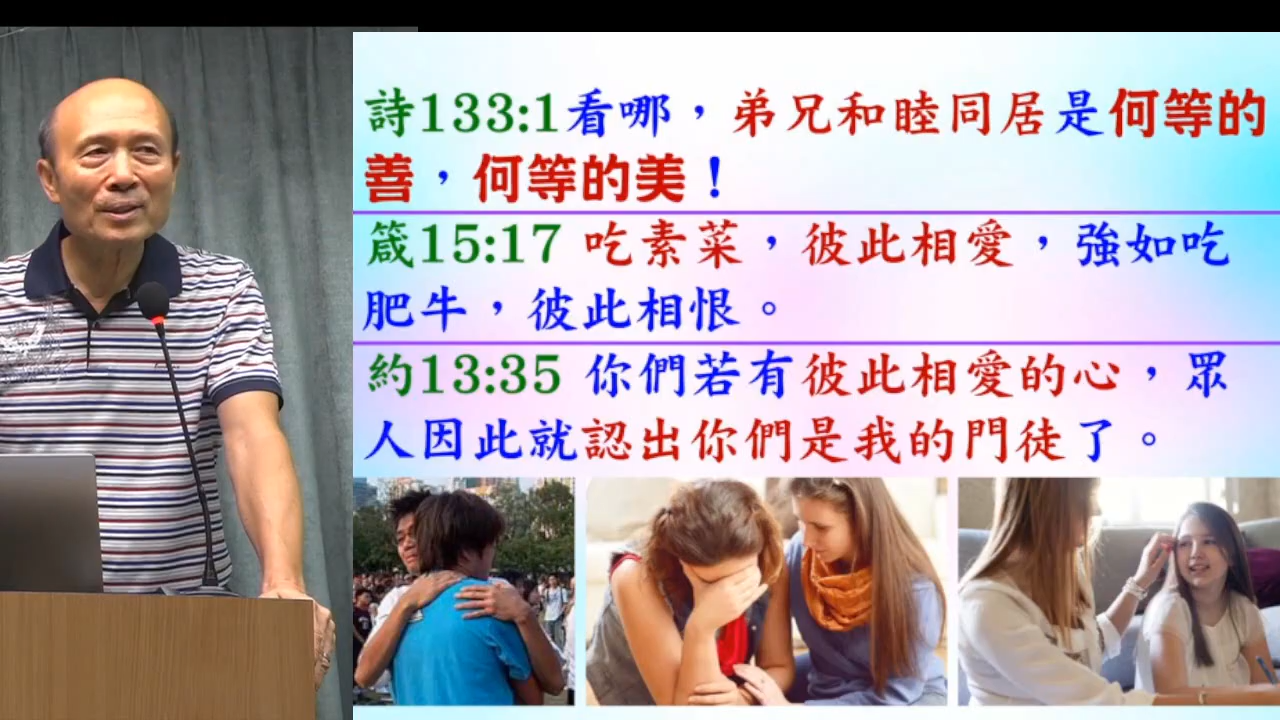 詩133:1看哪，弟兄和睦同居是何等的
善，何等的美！
箴15:17 吃素菜，彼此相愛，強如吃
肥牛，彼此相恨。
約13:35 你們若有彼此相愛的心，眾
人因此就認出你們是我的門徒了。